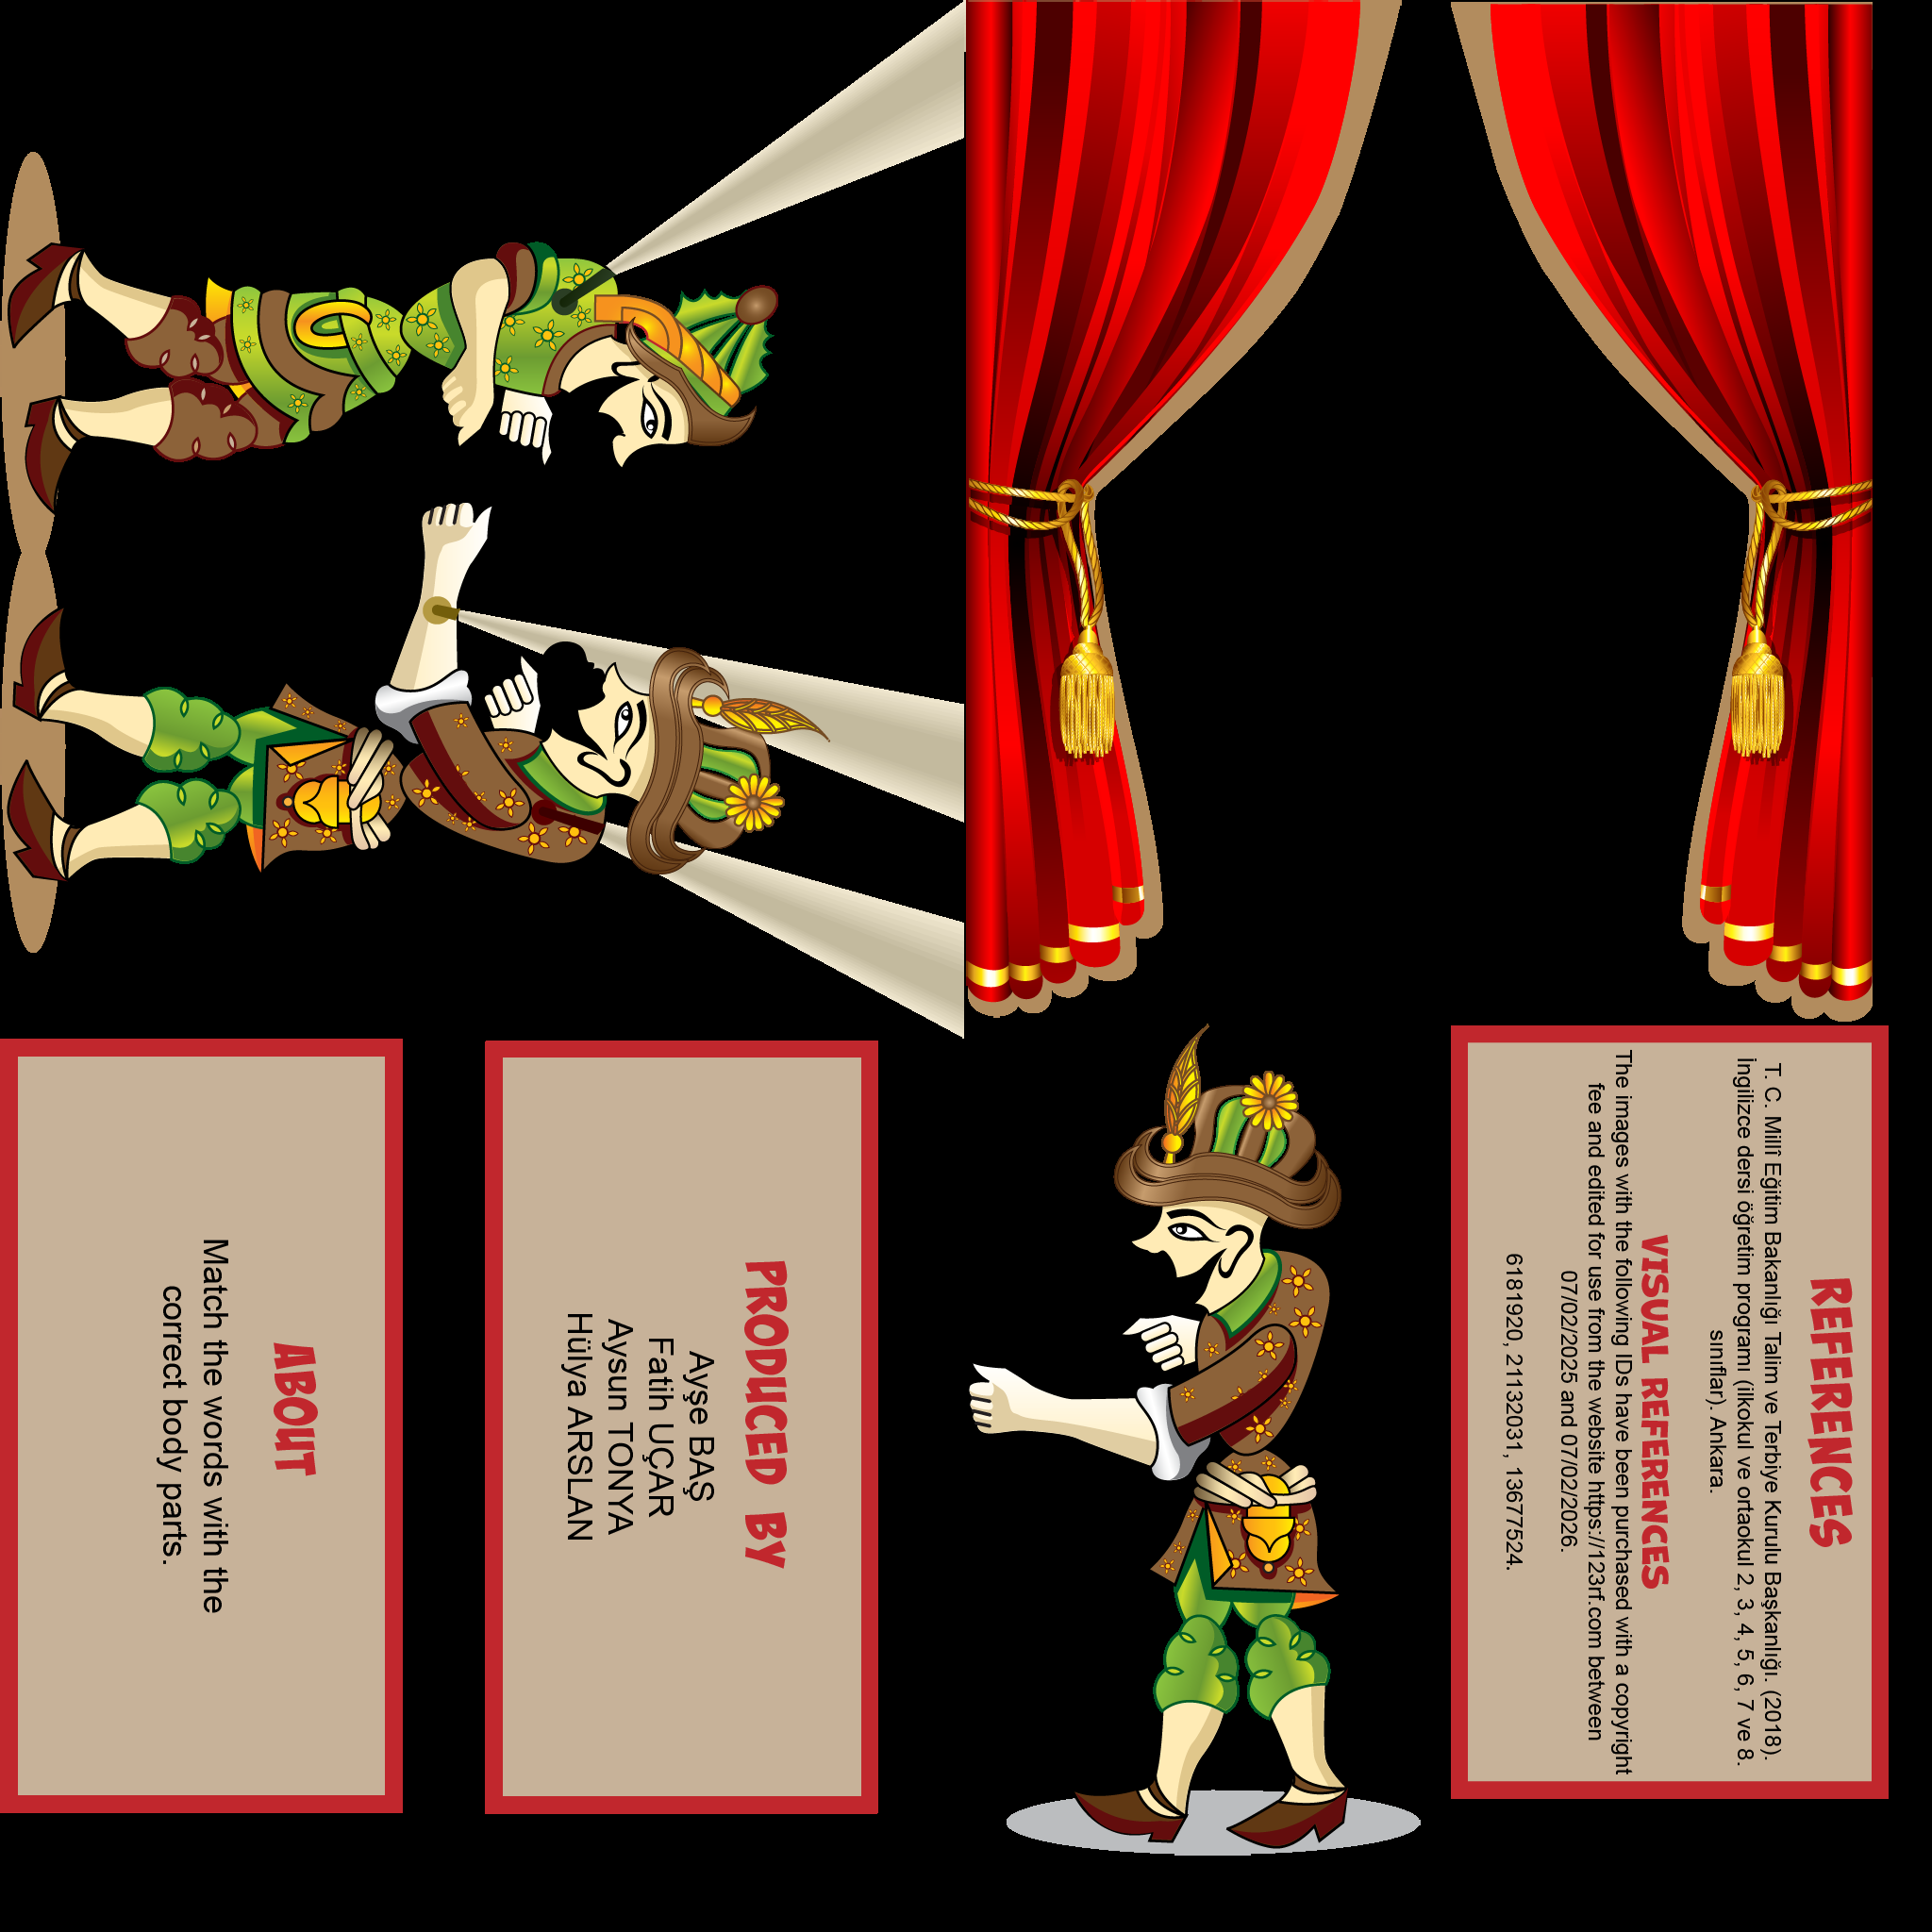 REFERENCES
T. C. Millî Eğitim Bakanlığı Talim ve Terbiye Kurulu Başkanlığı. (2018).
İngilizce dersi öğretim programı (ilkokul ve ortaokul 2, 3, 4, 5, 6, 7 ve 8.
sınıflar). Ankara.
VISUAL REFERENCES
The images with the following IDs have been purchased with a copyright
fee and edited for use from the website https://123rf.com between
07/02/2025 and 07/02/2026.
6181920, 21132031, 13677524.
PRODUCED BY
Ayşe BAŞ
Fatih UÇAR
Aysun TONYA
Hülya ARSLAN
ABOUT
Match the words with the
correct body parts.